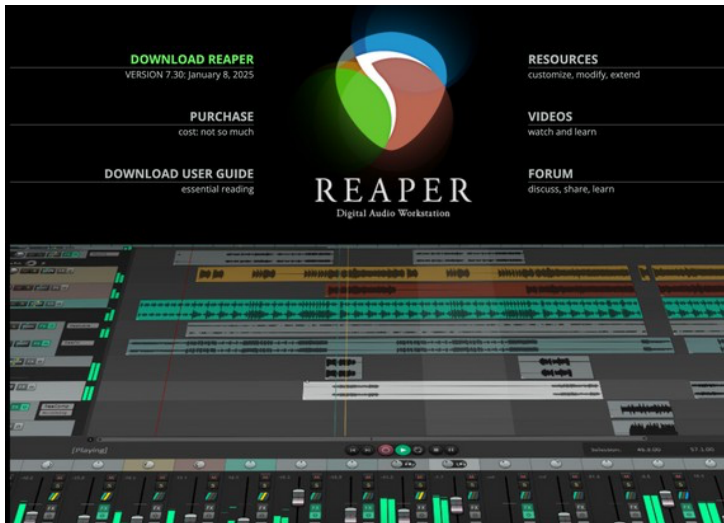 DOWNLOAD REAPER
VERSION 7.30: January 8, 2025
PURCHASE
cost: not so much
DOWNLOAD USER GUIDE
essential reading
REAPER
Digital Audio Workstation
RESOURCES
customize, modify, extend
VIDEOS
watch and learn
FORUM
discuss, share, learn
[Playing]
Selection: